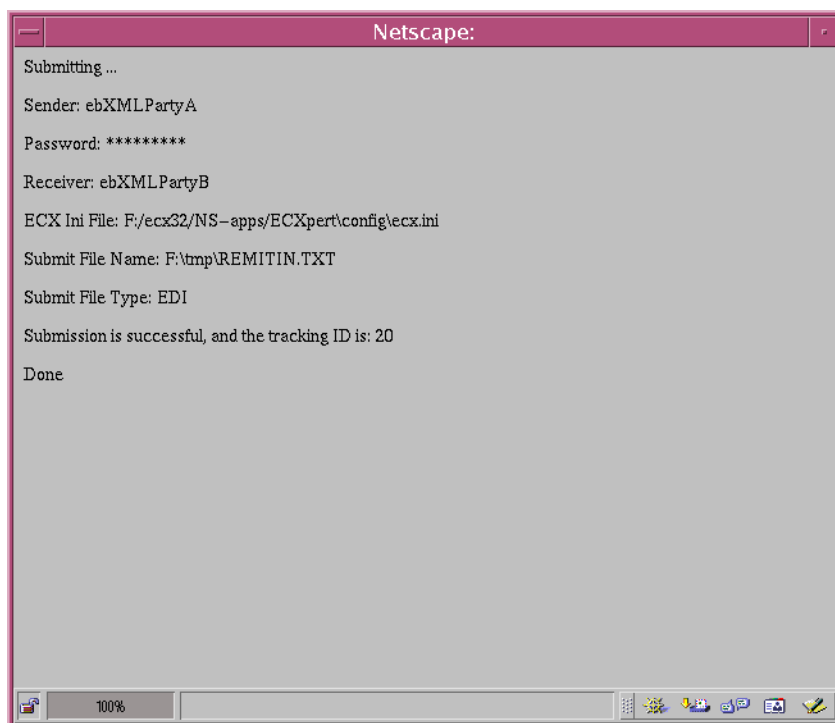 Netscape:
Submitting ...
Sender: ebXMLPartyA
Password: *********
Receiver: ebXMLPartyB
ECX Ini File: F:/ecx32/NS-apps/ECXpert\config\ecx.ini
Submit File Name: F:\tmp\REMITIN.TXT
Submit File Type: EDI
Submission is successful, and the tracking ID is: 20
Done
100%